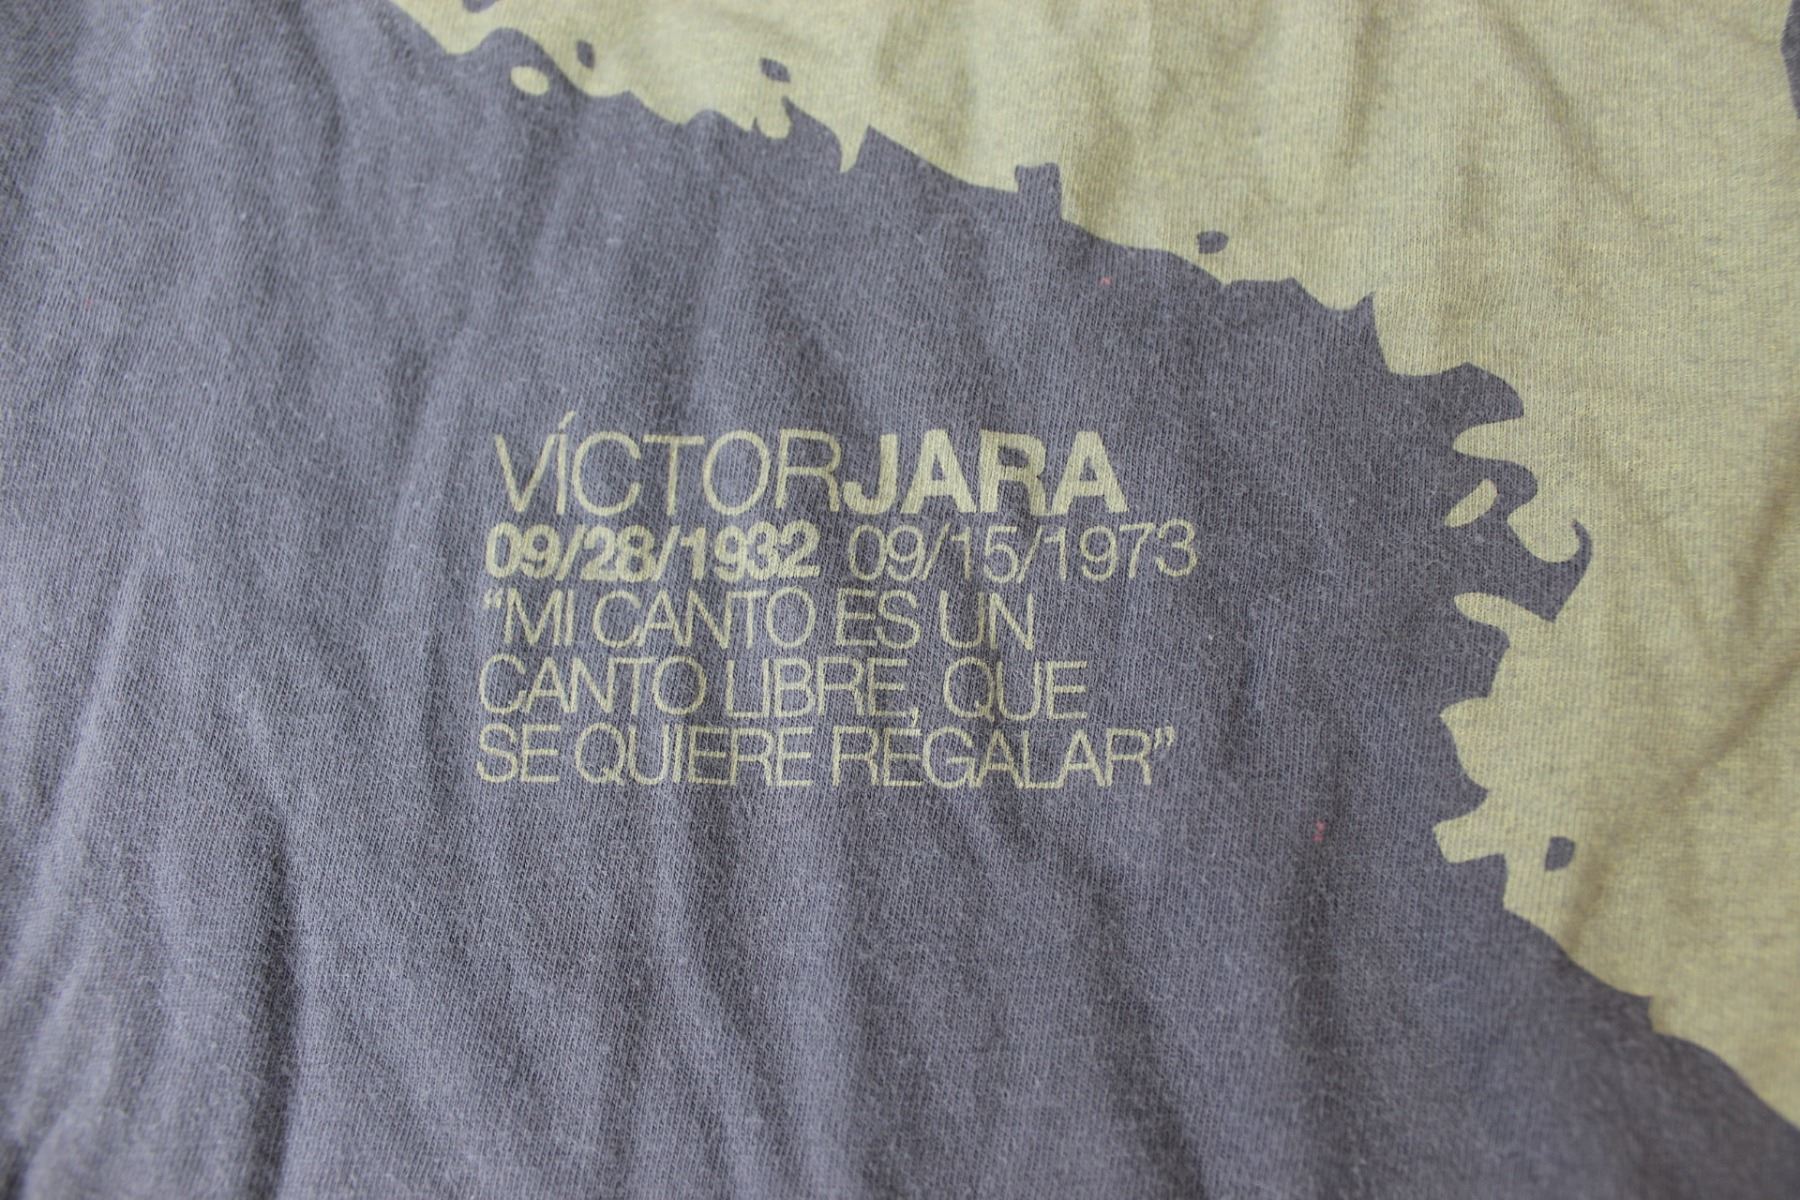 VÍCTORJARA
09/28/1932 09/15/1973
“MI CANTO ES UN
CANTO LIBRE, QUE
SE QUIERE REGALAR”